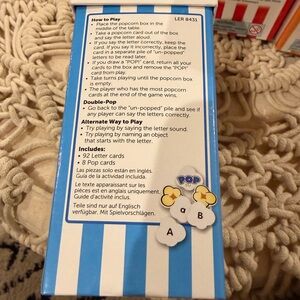 How to Play
LER 8431
• Place the popcorn box in the
middle of the table.
• Take a popcorn card out of the box
and say the letter aloud.
• If you say the letter correctly, keep the
card. If you say it incorrectly, place the
card in a separate pile of "un-popped"
letters to be read later.
• If you draw a "POP!" card, return all your
cards to the box and remove the "POP"
card from play.
• Take turns playing until the popcorn box
is empty.
• The player who has the most popcorn
cards at the end of the game wins.
Double-Pop
• Go back to the "un-popped" pile and see if
any player can say the letters correctly.
Alternate Way to Play
• Try playing by saying the letter sound.
• Try playing by naming an object
that starts with the letter.
Includes:
• 92 Letter cards
• 8 Pop cards
Las piezas solo están en inglés.
Guía de la actividad incluida.
Le texte apparaissant sur les
pièces est en anglais uniquement.
Guide d'activité inclus.
Teile sind nur auf Englisch
verfügbar. Mit Spielvorschlägen.
POP
a
B
A